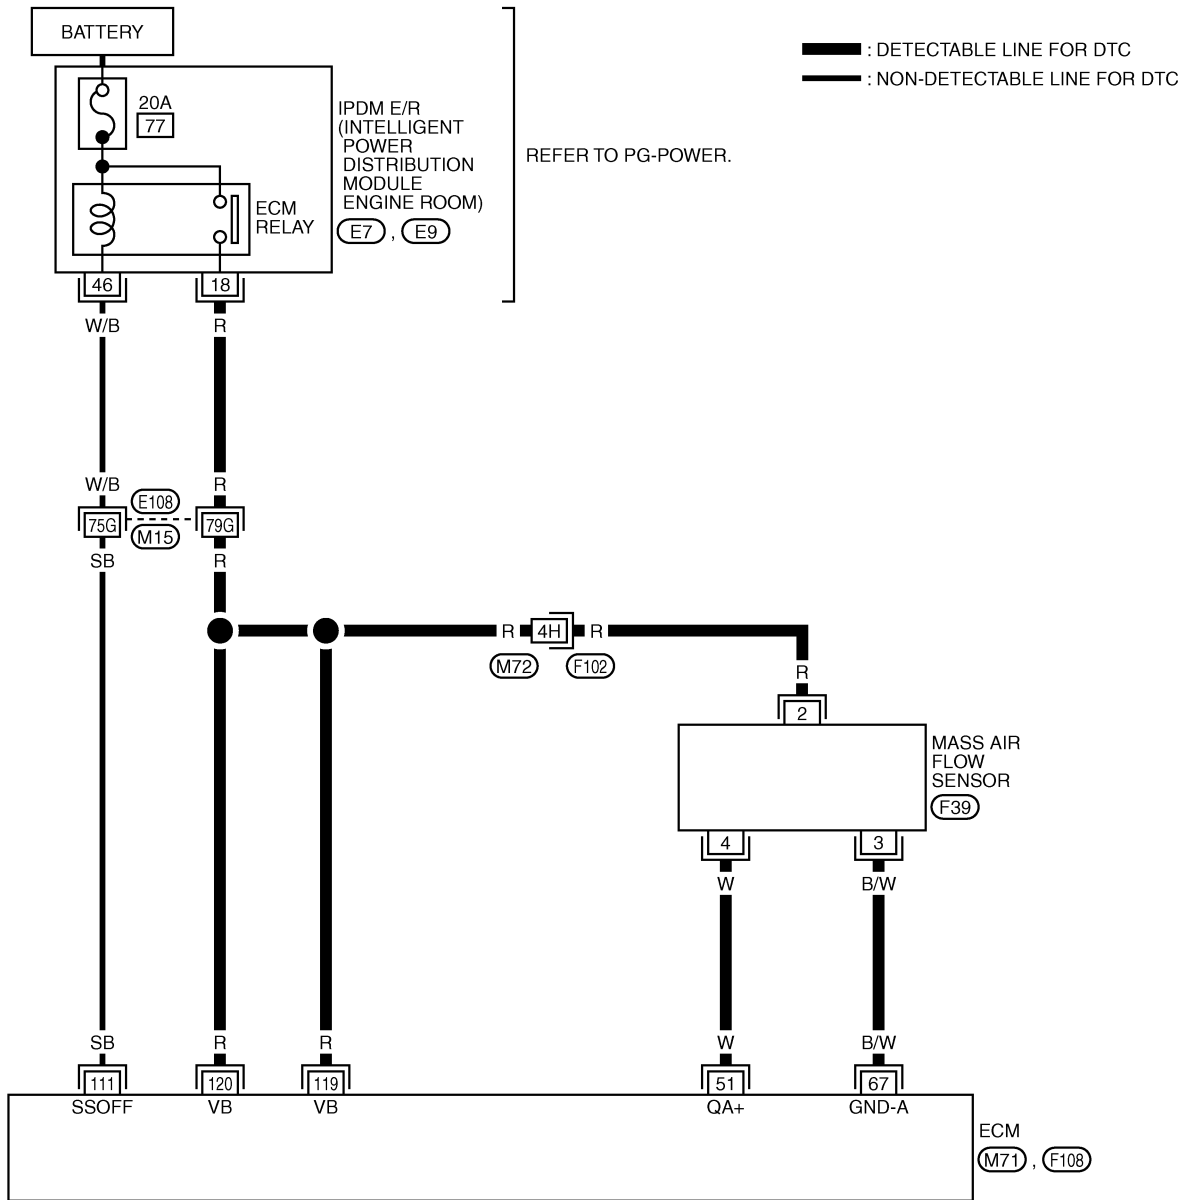 BATTERY
: DETECTABLE LINE FOR DTC
: NON-DETECTABLE LINE FOR DTC
20A
77
IPDM E/R
(INTELLIGENT
POWER
DISTRIBUTION
MODULE
ENGINE ROOM)
E7 , E9
REFER TO PG-POWER.
ECM
RELAY
46 18
W/B R
W/B R
E108
75G 79G
M15
SB R
R 4H R
M72 F102
R
2
MASS AIR
FLOW
SENSOR
F39
4 3
W B/W
SB R R W B/W
111 120 119 51 67
SSOFF VB VB QA+ GND-A
ECM
M71 , F108